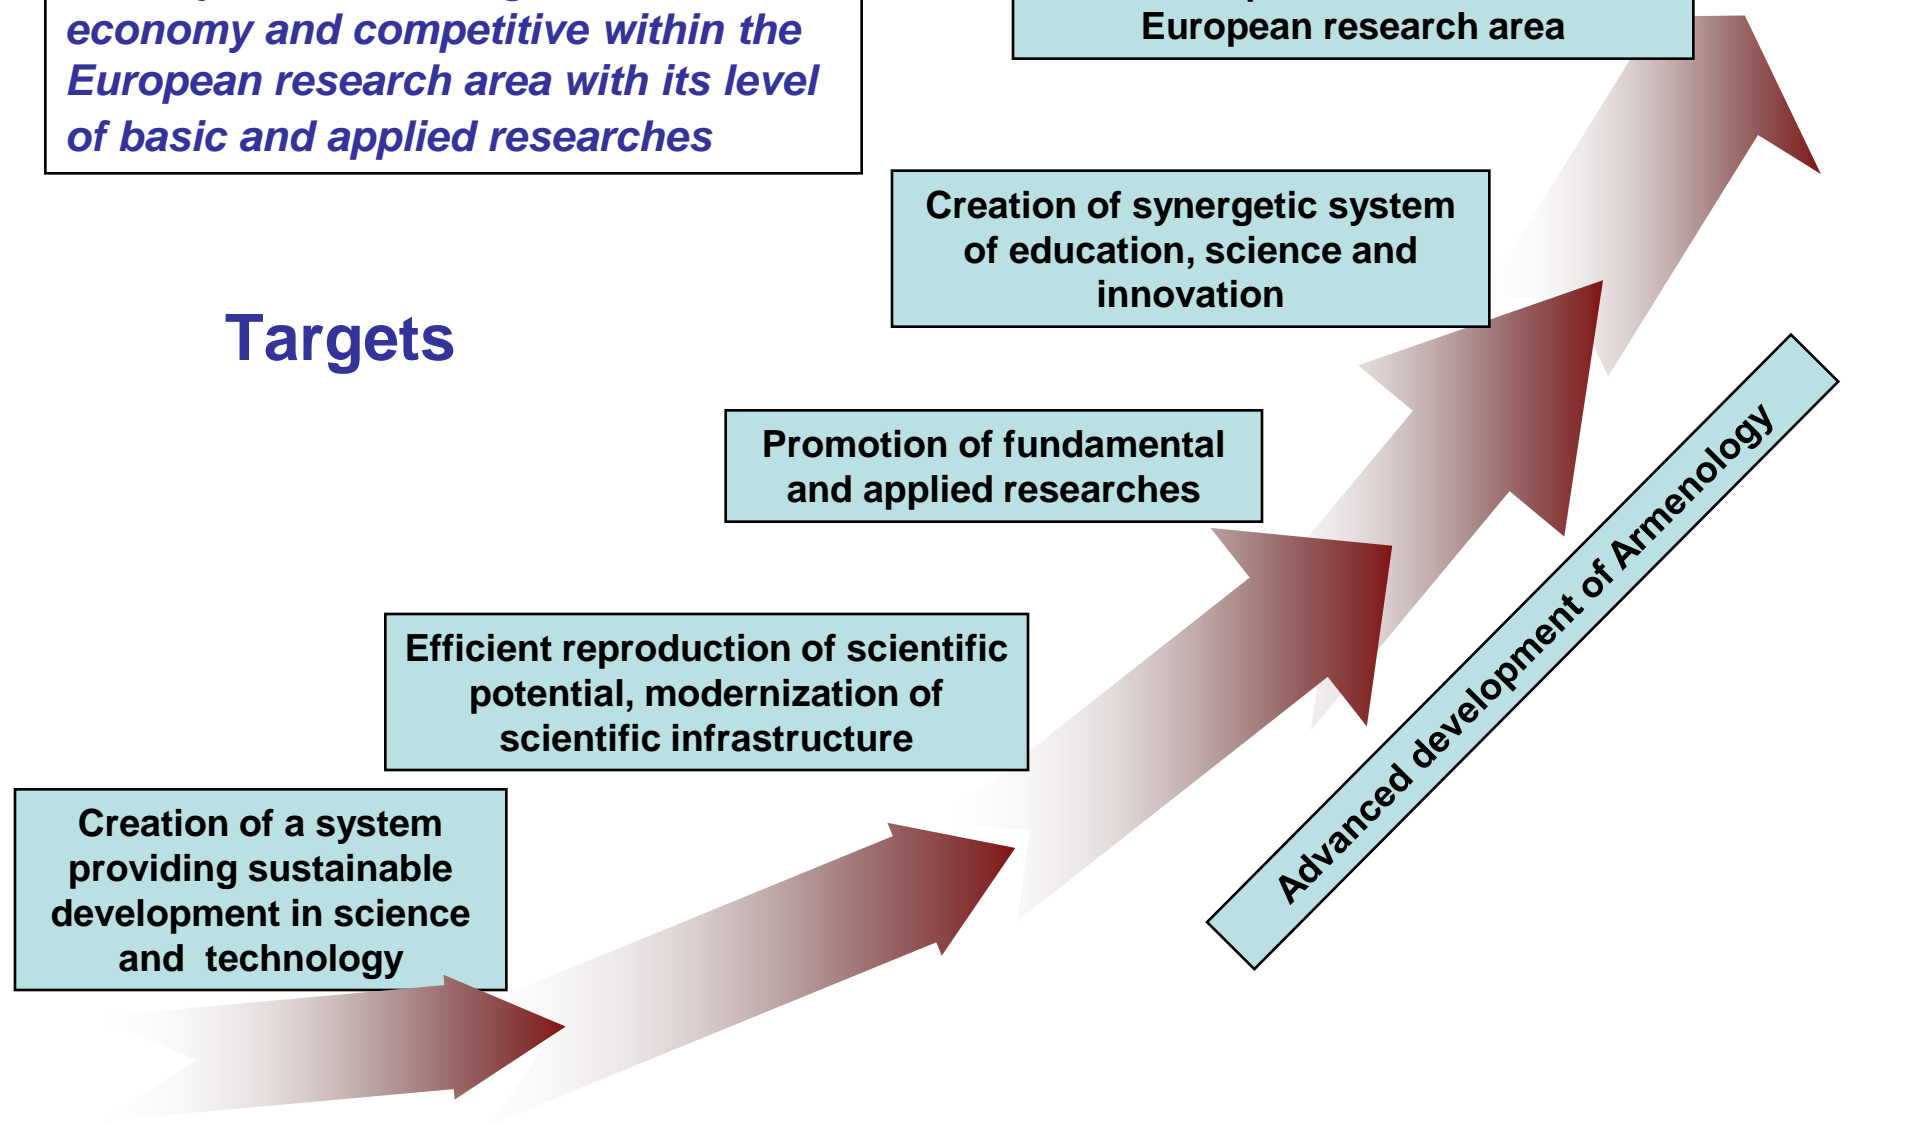 economy and competitive within the
European research area with its level
of basic and applied researches
European research area
Creation of synergetic system
of education, science and
innovation
Targets
Promotion of fundamental
and applied researches
Advanced development of Armenology
Efficient reproduction of scientific
potential, modernization of
scientific infrastructure
Creation of a system
providing sustainable
development in science
and  technology